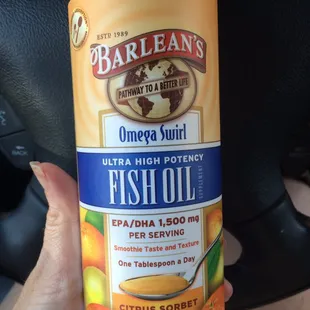 ESTD 1989
BARLEAN'S
PATHWAY TO A BETTER LIFE
Omega Swirl
ULTRA HIGH POTENCY
FISH OIL
EPA/DHA 1,500 mg
PER SERVING
Smoothie Taste and Texture
One Tablespoon a Day
CITRUS SORBET
BACK